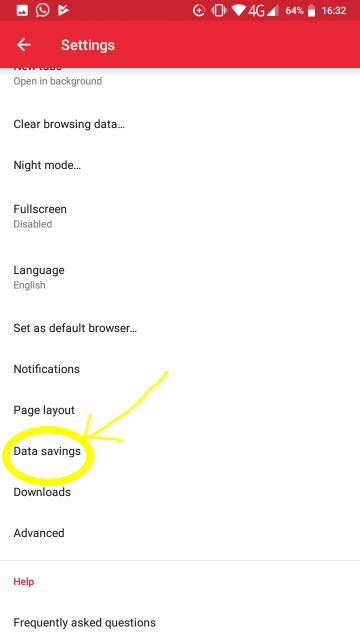 4G 64% 16:32
Settings
New tabs
Open in background
Clear browsing data...
Night mode...
Fullscreen
Disabled
Language
English
Set as default browser...
Notifications
Page layout
Data savings
Downloads
Advanced
Help
Frequently asked questions